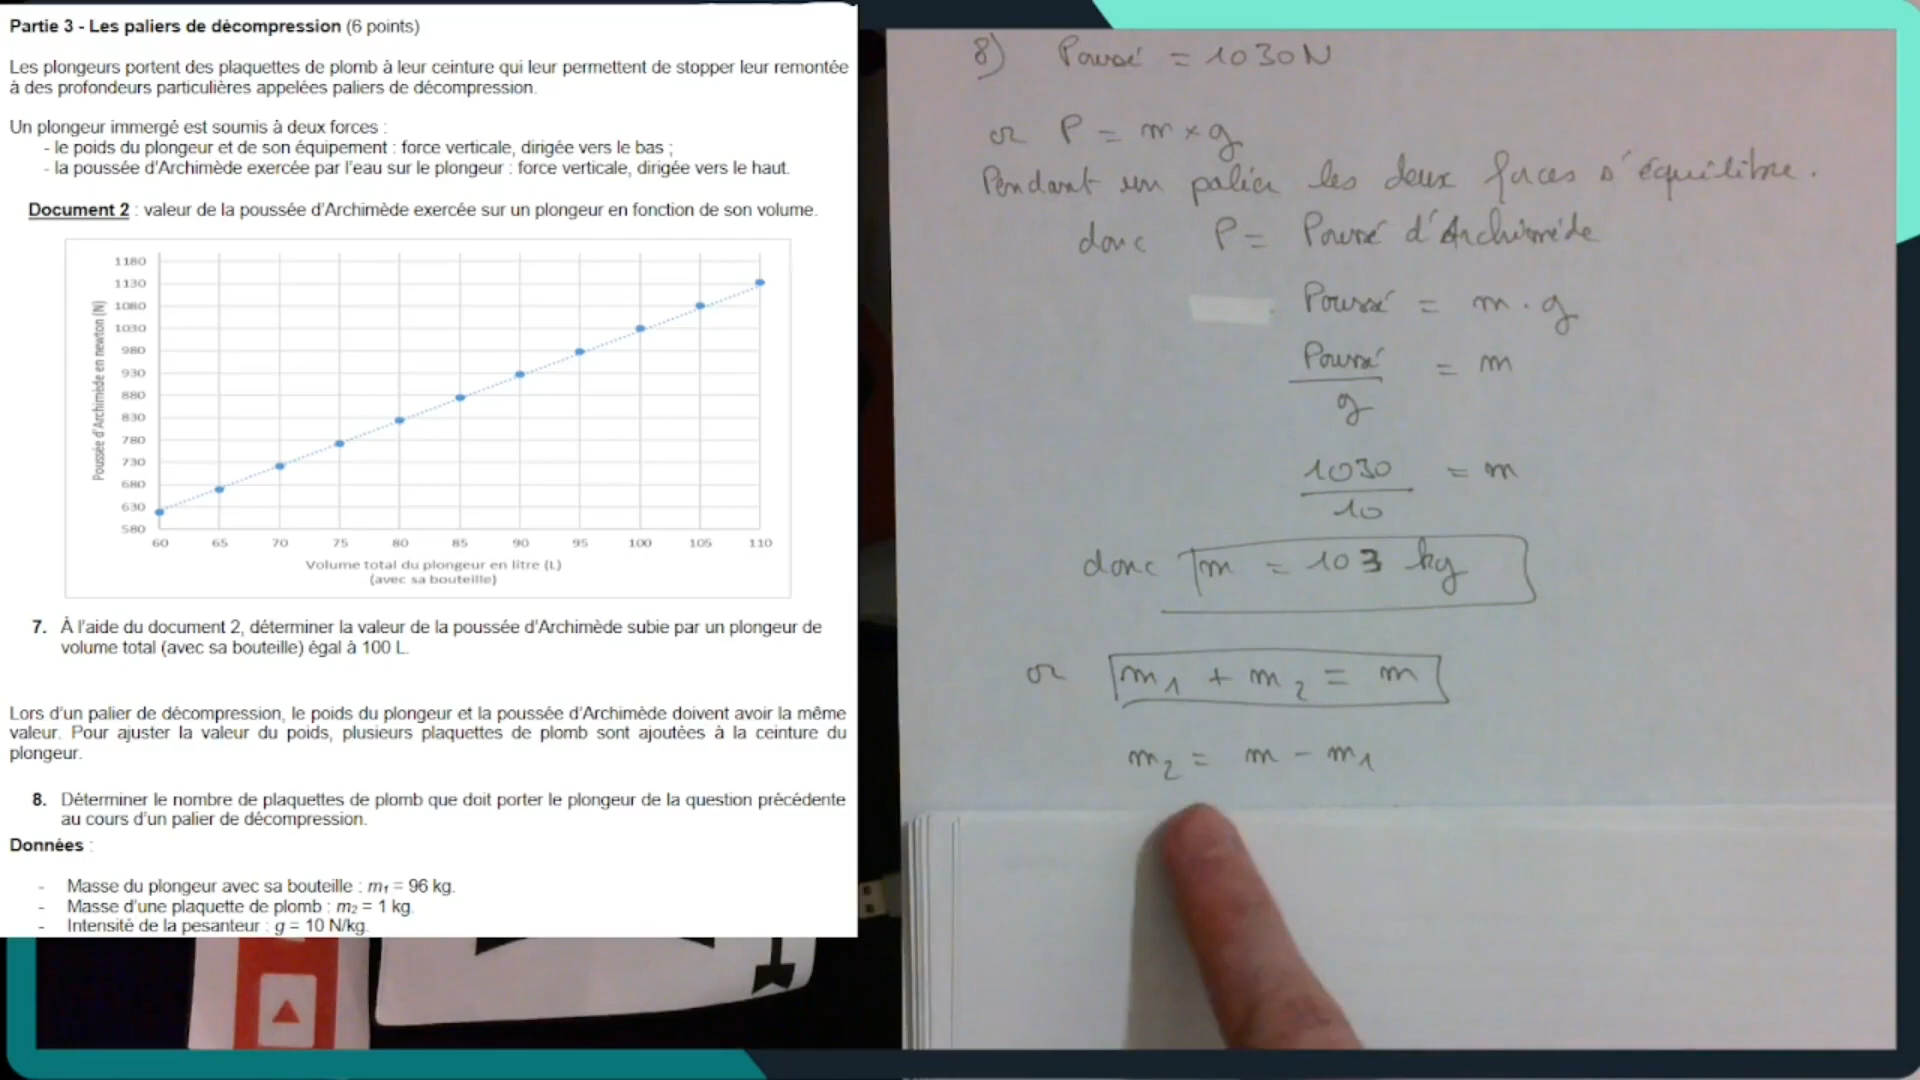 Partie 3 - Les paliers de décompression (6 points)
Les plongeurs portent des plaquettes de plomb à leur ceinture qui leur permettent de stopper leur remontée
à des profondeurs particulières appelées paliers de décompression.
Un plongeur immergé est soumis à deux forces :
- le poids du plongeur et de son équipement : force verticale, dirigée vers le bas ;
- la poussée d'Archimède exercée par l'eau sur le plongeur : force verticale, dirigée vers le haut.
Document 2 : valeur de la poussée d'Archimède exercée sur un plongeur en fonction de son volume.
Poussée d'Archimède en newton (N)
1180
1130
1080
1030
980
930
880
830
780
730
680
630
580
60 65 70 75 80 85 90 95 100 105 110
Volume total du plongeur en litre (L)
(avec sa bouteille)
7. À l'aide du document 2, déterminer la valeur de la poussée d'Archimède subie par un plongeur de
volume total (avec sa bouteille) égal à 100 L.
Lors d'un palier de décompression, le poids du plongeur et la poussée d'Archimède doivent avoir la même
valeur. Pour ajuster la valeur du poids, plusieurs plaquettes de plomb sont ajoutées à la ceinture du
plongeur.
8. Déterminer le nombre de plaquettes de plomb que doit porter le plongeur de la question précédente
au cours d'un palier de décompression.
Données :
- Masse du plongeur avec sa bouteille : m1 = 96 kg.
- Masse d'une plaquette de plomb : m2 = 1 kg.
- Intensité de la pesanteur : g = 10 N/kg.
8) Poussé = 1030 N
or P = m × g
Pendant un palier les deux forces s'équilibre.
donc P = Poussé d'Archimède
Poussé = m . g
Poussé / g = m
1030 / 10 = m
donc m = 103 kg
or m1 + m2 = m
m2 = m - m1